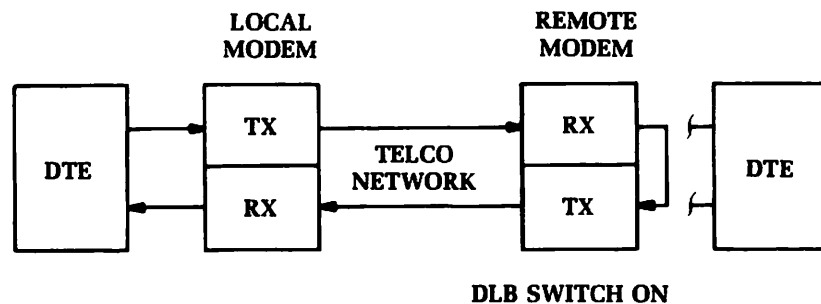 LOCAL
MODEM
REMOTE
MODEM
DTE
TX
RX
TELCO
NETWORK
RX
TX
DTE
DLB SWITCH ON